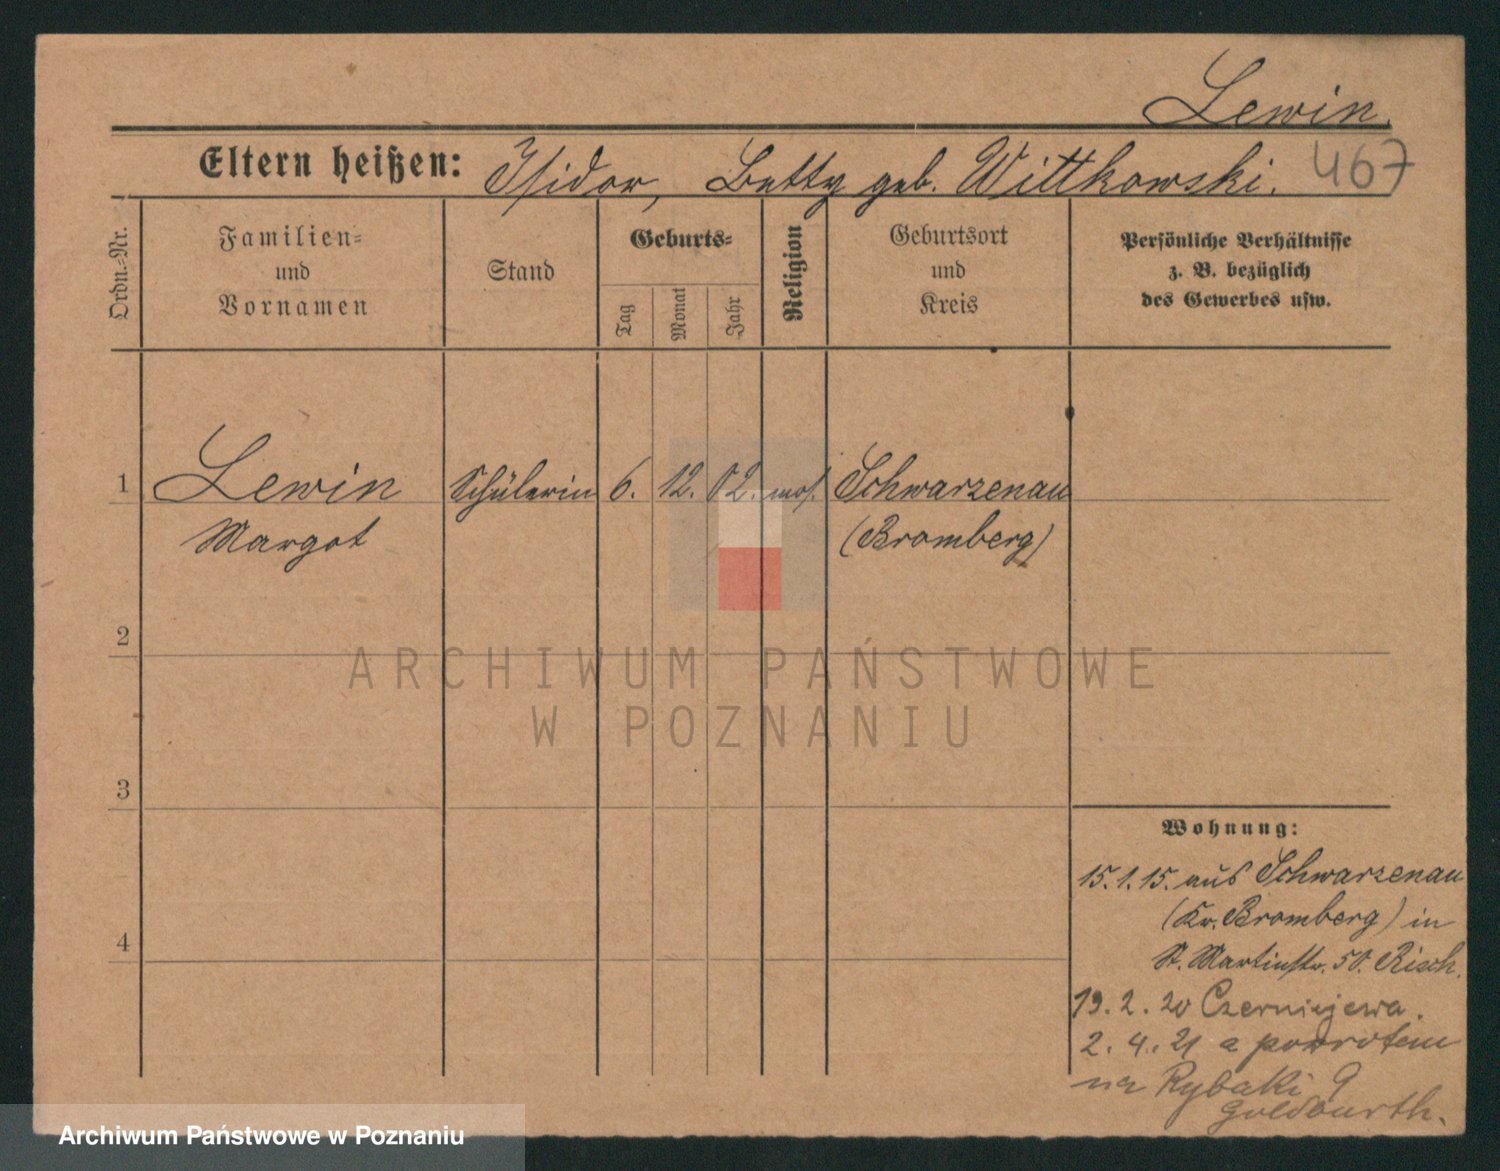 Lewin.
Eltern heißen: Isidor, Betty geb. Wittkowski.
467
Ordn.-Nr.
Familien-
und
Vornamen
Stand
Geburts-
Tag
Monat
Jahr
Religion
Geburtsort
und
Kreis
Persönliche Verhältnisse
z. B. bezüglich
des Gewerbes usw.
1 Lewin Schülerin 6. 12. 02. mos. Schwarzenau
Margot (Bromberg)
2
ARCHIWUM PAŃSTWOWE
W POZNANIU
3
Wohnung:
15.1.15. aus Schwarzenau
(Kr. Bromberg) in
4
St. Martinstr. 50. Risch.
19.2.20 Czerniejewa.
2.4.21 z powrotem
na Rybaki 9
Archiwum Państwowe w Poznaniu